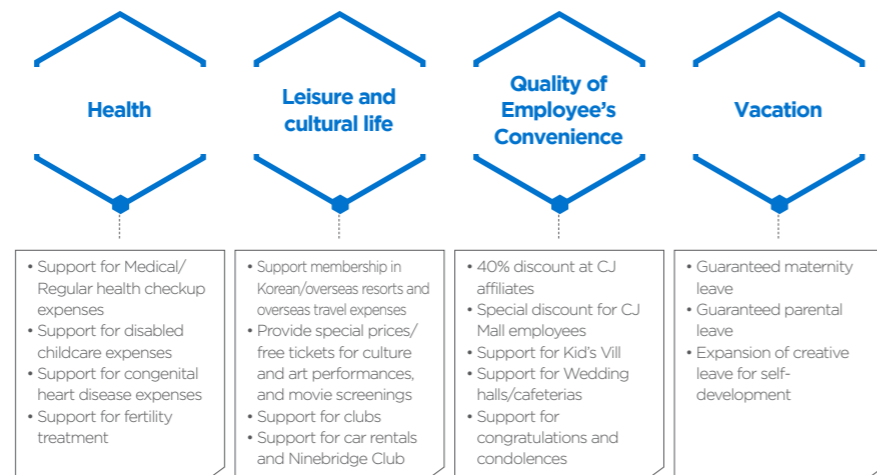 Health
• Support for Medical/
Regular health checkup
expenses
• Support for disabled
childcare expenses
• Support for congenital
heart disease expenses
• Support for fertility
treatment
Leisure and
cultural life
• Support membership in
Korean/overseas resorts and
overseas travel expenses
• Provide special prices/
free tickets for culture
and art performances,
and movie screenings
• Support for clubs
• Support for car rentals
and Ninebridge Club
Quality of
Employee's
Convenience
• 40% discount at CJ
affiliates
• Special discount for CJ
Mall employees
• Support for Kid's Vill
• Support for Wedding
halls/cafeterias
• Support for
congratulations and
condolences
Vacation
• Guaranteed maternity
leave
• Guaranteed parental
leave
• Expansion of creative
leave for self-
development